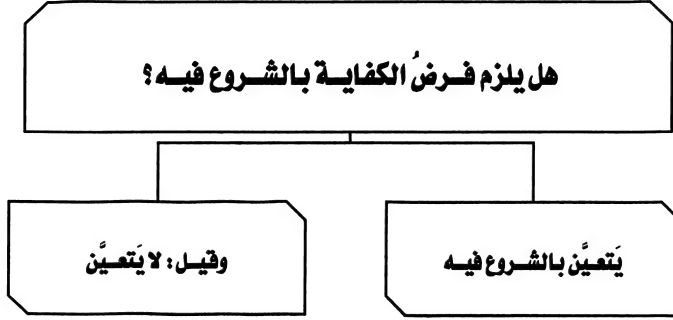 هل يلزم فرضُ الكفاية بالشروع فيه؟
يَتعيَّن بالشروع فيه
وقيل: لا يَتعيَّن